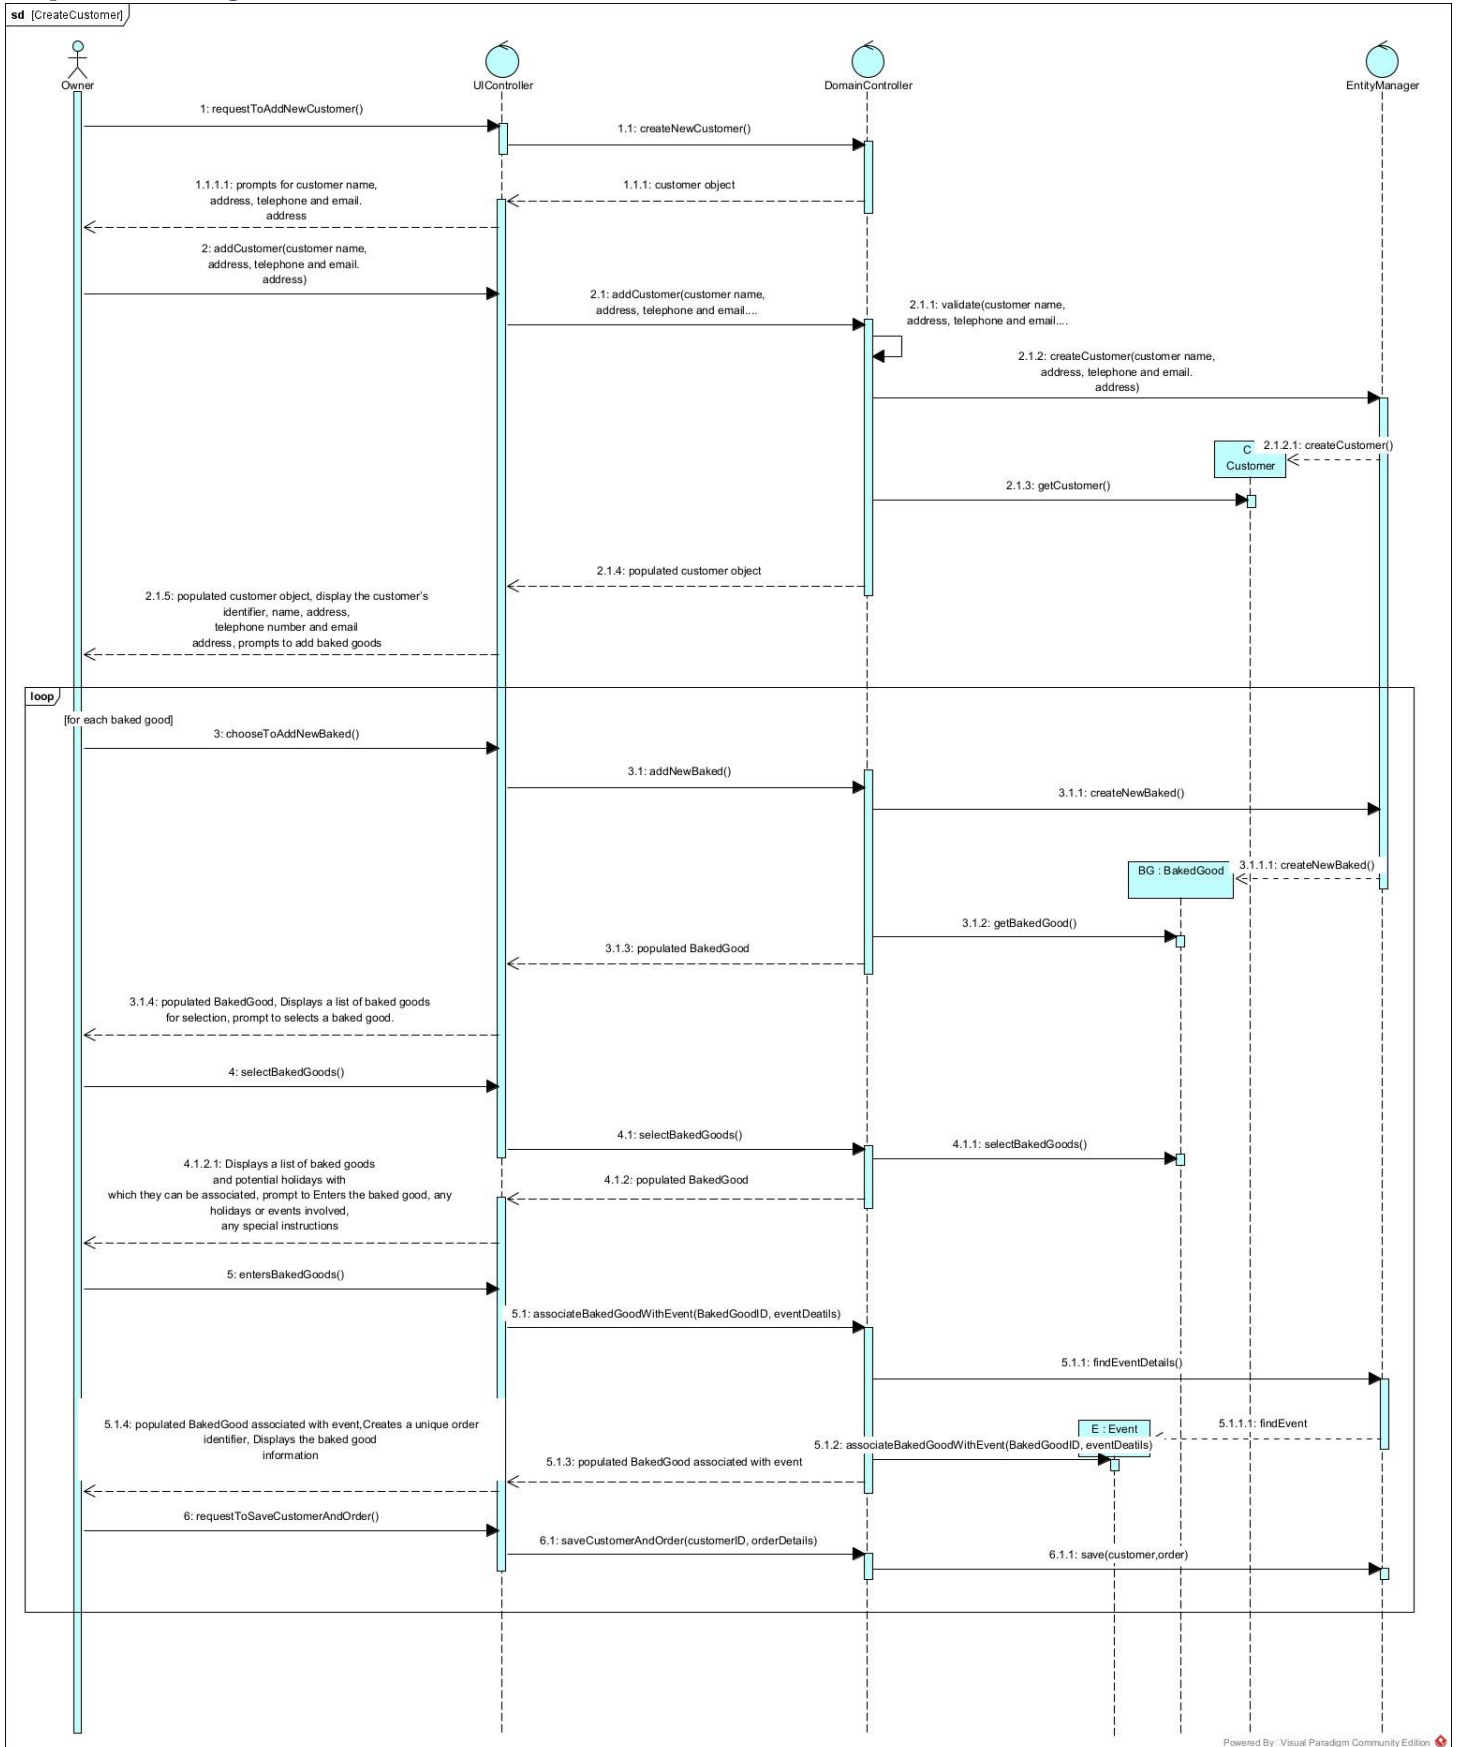 sd [CreateCustomer]
Owner
UIController
DomainController
EntityManager
1: requestToAddNewCustomer()
1.1: createNewCustomer()
1.1.1.1: prompts for customer name,
address, telephone and email.
address
1.1.1: customer object
2: addCustomer(customer name,
address, telephone and email.
address)
2.1: addCustomer(customer name,
address, telephone and email....
2.1.1: validate(customer name,
address, telephone and email....
2.1.2: createCustomer(customer name,
address, telephone and email.
address)
2.1.2.1: createCustomer()
C
Customer
2.1.3: getCustomer()
2.1.4: populated customer object
2.1.5: populated customer object, display the customer's
identifier, name, address,
telephone number and email
address, prompts to add baked goods
loop
[for each baked good]
3: chooseToAddNewBaked()
3.1: addNewBaked()
3.1.1: createNewBaked()
3.1.1.1: createNewBaked()
BG : BakedGood
3.1.2: getBakedGood()
3.1.3: populated BakedGood
3.1.4: populated BakedGood, Displays a list of baked goods
for selection, prompt to selects a baked good.
4: selectBakedGoods()
4.1: selectBakedGoods()
4.1.1: selectBakedGoods()
4.1.2.1: Displays a list of baked goods
and potential holidays with
which they can be associated, prompt to Enters the baked good, any
holidays or events involved,
any special instructions
4.1.2: populated BakedGood
5: entersBakedGoods()
5.1: associateBakedGoodWithEvent(BakedGoodID, eventDeatils)
5.1.1: findEventDetails()
5.1.4: populated BakedGood associated with event,Creates a unique order
identifier, Displays the baked good
information
5.1.1.1: findEvent
E : Event
5.1.2: associateBakedGoodWithEvent(BakedGoodID, eventDeatils)
5.1.3: populated BakedGood associated with event
6: requestToSaveCustomerAndOrder()
6.1: saveCustomerAndOrder(customerID, orderDetails)
6.1.1: save(customer,order)
Powered By Visual Paradigm Community Edition